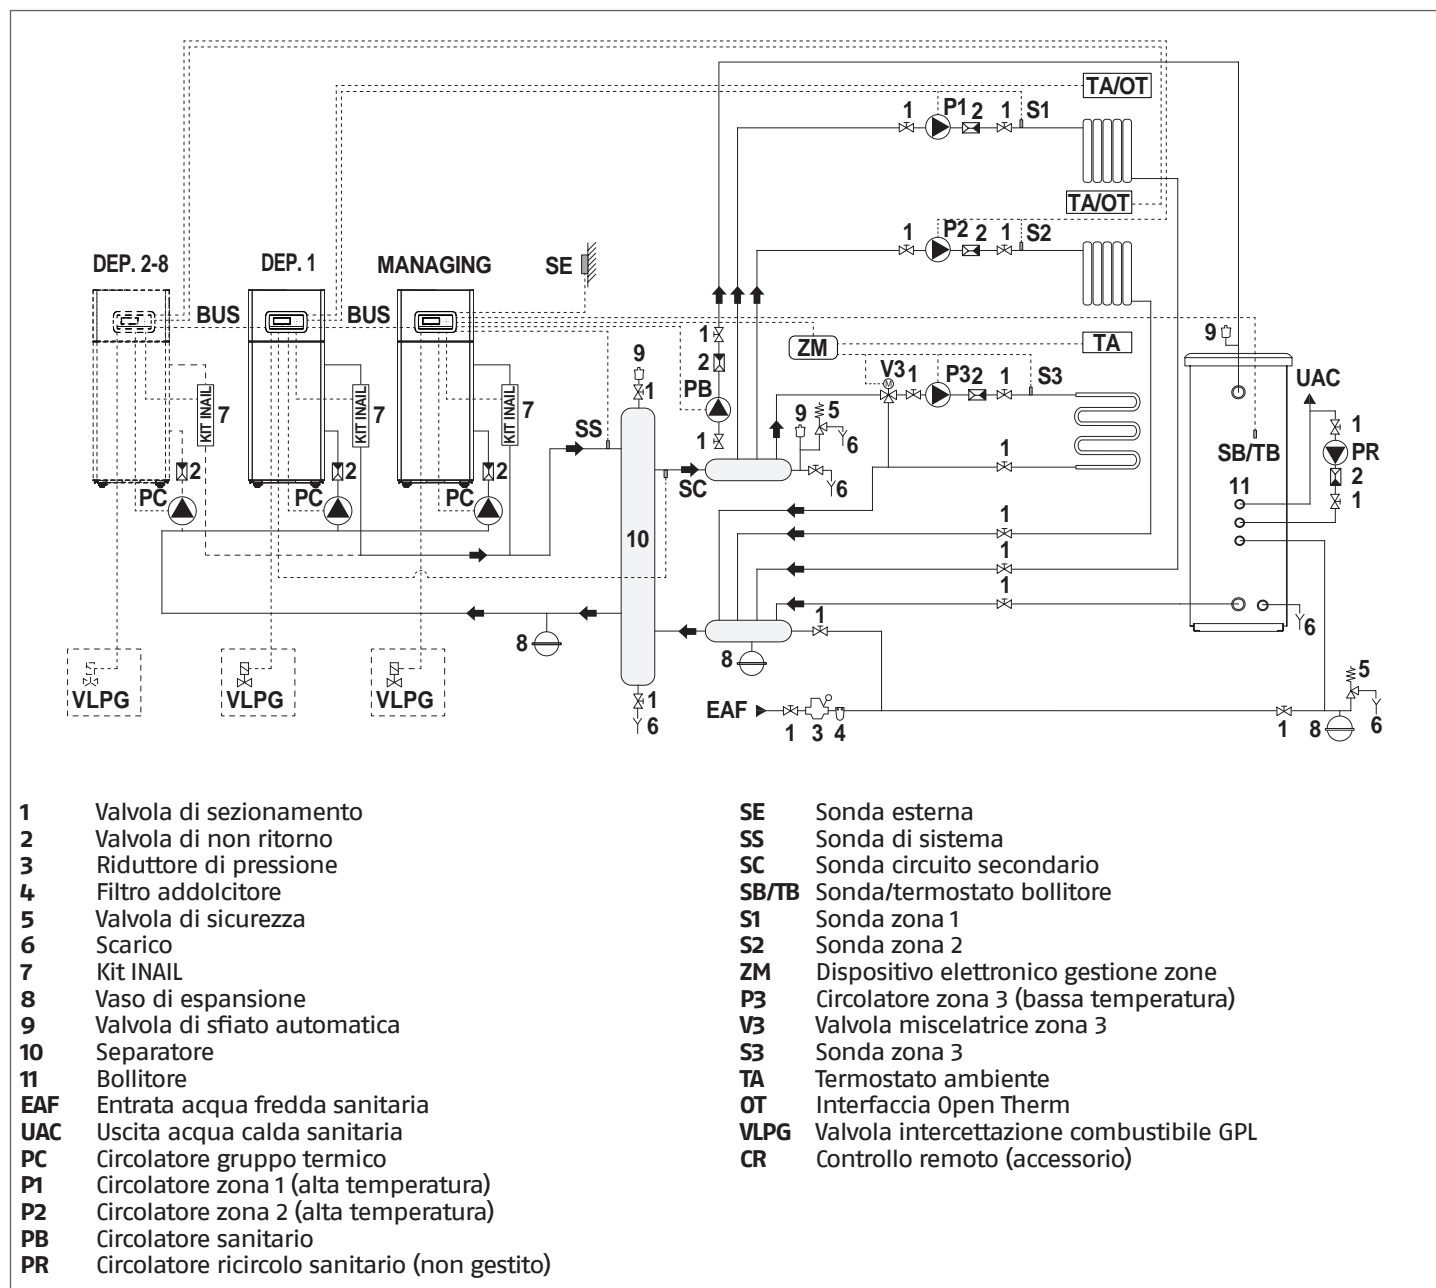 TA/OT
1 P1 2 1 S1
TA/OT
1 P2 2 1 S2
DEP. 2-8 DEP. 1 MANAGING SE
BUS BUS
1
ZM TA
9
9
2
V3 1 P3 2 1 S3
UAC
PB
1
KIT INAIL 7 KIT INAIL 7 KIT INAIL
SS
9 5
1
6
1
1
SB/TB PR
2 2 2
SC
6
11 2
PC PC PC
1
1
10
1
1
1
8
8
6
VLPG VLPG VLPG
1
6
EAF
1 3 4
1 8 5 6
1 Valvola di sezionamento
2 Valvola di non ritorno
3 Riduttore di pressione
4 Filtro addolcitore
5 Valvola di sicurezza
6 Scarico
7 Kit INAIL
8 Vaso di espansione
9 Valvola di sfiato automatica
10 Separatore
11 Bollitore
EAF Entrata acqua fredda sanitaria
UAC Uscita acqua calda sanitaria
PC Circolatore gruppo termico
P1 Circolatore zona 1 (alta temperatura)
P2 Circolatore zona 2 (alta temperatura)
PB Circolatore sanitario
PR Circolatore ricircolo sanitario (non gestito)
SE Sonda esterna
SS Sonda di sistema
SC Sonda circuito secondario
SB/TB Sonda/termostato bollitore
S1 Sonda zona 1
S2 Sonda zona 2
ZM Dispositivo elettronico gestione zone
P3 Circolatore zona 3 (bassa temperatura)
V3 Valvola miscelatrice zona 3
S3 Sonda zona 3
TA Termostato ambiente
OT Interfaccia Open Therm
VLPG Valvola intercettazione combustibile GPL
CR Controllo remoto (accessorio)